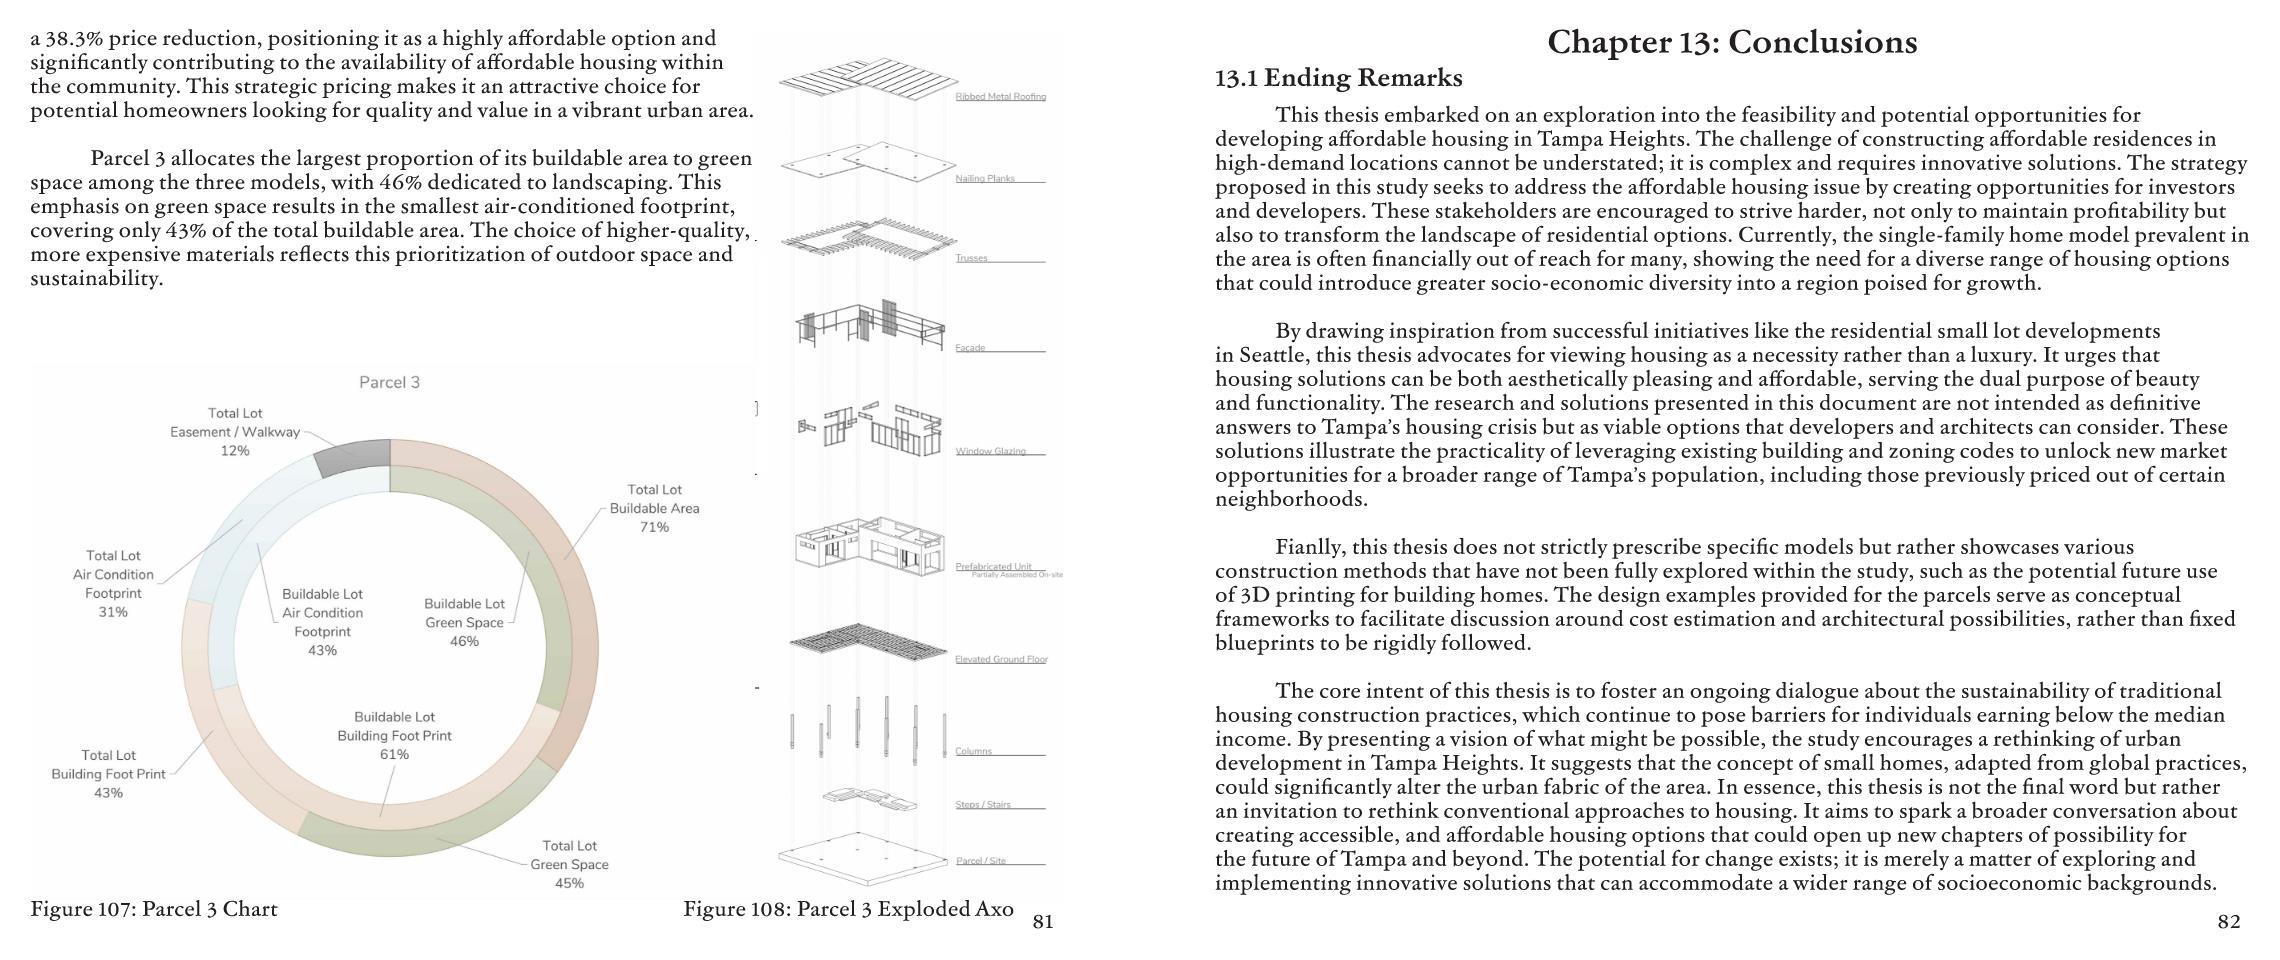 a 38.3% price reduction, positioning it as a highly affordable option and
significantly contributing to the availability of affordable housing within
the community. This strategic pricing makes it an attractive choice for
potential homeowners looking for quality and value in a vibrant urban area.
Parcel 3 allocates the largest proportion of its buildable area to green
space among the three models, with 46% dedicated to landscaping. This
emphasis on green space results in the smallest air-conditioned footprint,
covering only 43% of the total buildable area. The choice of higher-quality,
more expensive materials reflects this prioritization of outdoor space and
sustainability.
Parcel 3
Total Lot
Easement / Walkway
12%
Total Lot
Buildable Area
71%
Total Lot
Air Condition
Footprint
31%
Buildable Lot
Air Condition
Footprint
43%
Buildable Lot
Green Space
46%
Buildable Lot
Building Foot Print
61%
Total Lot
Building Foot Print
43%
Total Lot
Green Space
45%
Figure 107: Parcel 3 Chart
Ribbed Metal Roofing
Nailing Planks
Trusses
Façade
Window Glazing
Prefabricated Unit
Partially Assembled On-site
Elevated Ground Floor
Columns
Steps / Stairs
Parcel / Site
Figure 108: Parcel 3 Exploded Axo
81
Chapter 13: Conclusions
13.1 Ending Remarks
This thesis embarked on an exploration into the feasibility and potential opportunities for
developing affordable housing in Tampa Heights. The challenge of constructing affordable residences in
high-demand locations cannot be understated; it is complex and requires innovative solutions. The strategy
proposed in this study seeks to address the affordable housing issue by creating opportunities for investors
and developers. These stakeholders are encouraged to strive harder, not only to maintain profitability but
also to transform the landscape of residential options. Currently, the single-family home model prevalent in
the area is often financially out of reach for many, showing the need for a diverse range of housing options
that could introduce greater socio-economic diversity into a region poised for growth.
By drawing inspiration from successful initiatives like the residential small lot developments
in Seattle, this thesis advocates for viewing housing as a necessity rather than a luxury. It urges that
housing solutions can be both aesthetically pleasing and affordable, serving the dual purpose of beauty
and functionality. The research and solutions presented in this document are not intended as definitive
answers to Tampa's housing crisis but as viable options that developers and architects can consider. These
solutions illustrate the practicality of leveraging existing building and zoning codes to unlock new market
opportunities for a broader range of Tampa's population, including those previously priced out of certain
neighborhoods.
Fianlly, this thesis does not strictly prescribe specific models but rather showcases various
construction methods that have not been fully explored within the study, such as the potential future use
of 3D printing for building homes. The design examples provided for the parcels serve as conceptual
frameworks to facilitate discussion around cost estimation and architectural possibilities, rather than fixed
blueprints to be rigidly followed.
The core intent of this thesis is to foster an ongoing dialogue about the sustainability of traditional
housing construction practices, which continue to pose barriers for individuals earning below the median
income. By presenting a vision of what might be possible, the study encourages a rethinking of urban
development in Tampa Heights. It suggests that the concept of small homes, adapted from global practices,
could significantly alter the urban fabric of the area. In essence, this thesis is not the final word but rather
an invitation to rethink conventional approaches to housing. It aims to spark a broader conversation about
creating accessible, and affordable housing options that could open up new chapters of possibility for
the future of Tampa and beyond. The potential for change exists; it is merely a matter of exploring and
implementing innovative solutions that can accommodate a wider range of socioeconomic backgrounds.
82